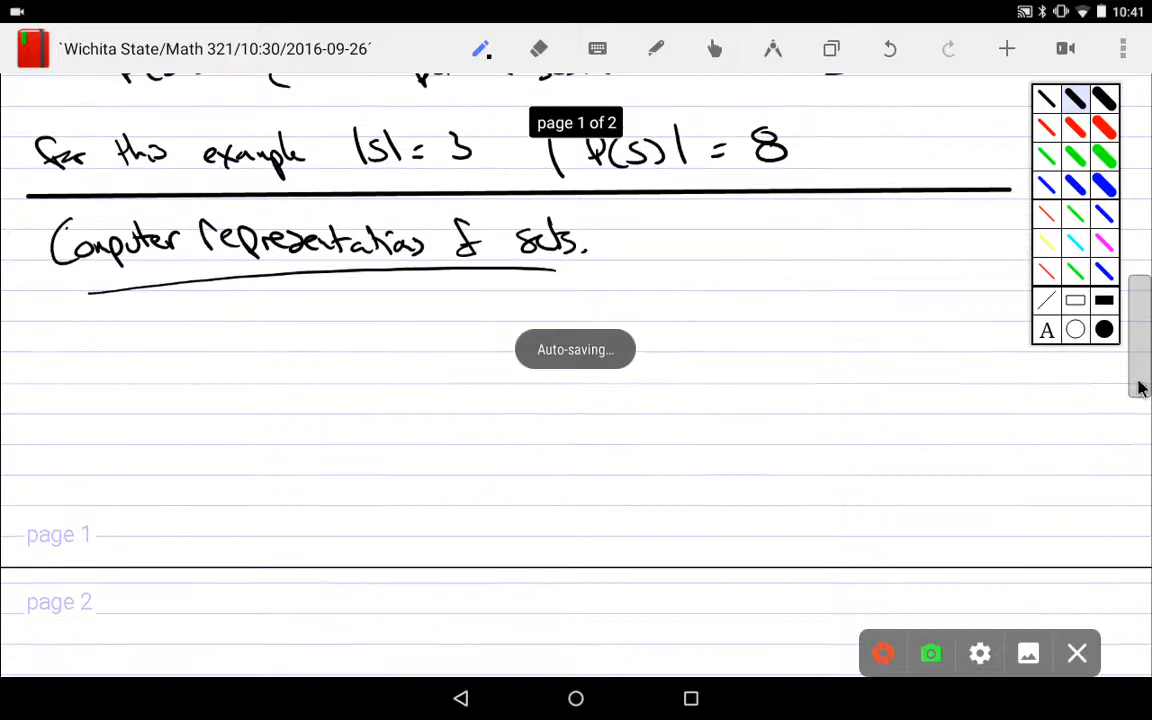 10:41
`Wichita State/Math 321/10:30/2016-09-26´
page 1 of 2
for this example |S| = 3 |P(S)| = 8
Computer representations of sets.
Auto-saving...
A
page 1
page 2